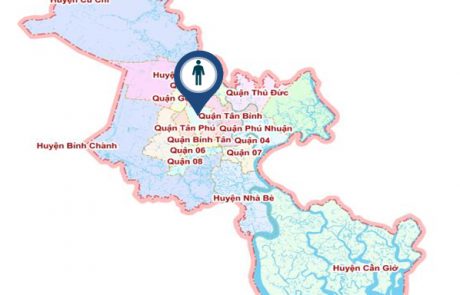 Huyện Củ Chi
Huyện
Quận Thủ Đức
Quận Tân Bình
Quận Tân Phú
Quận Phú Nhuận
Quận Bình Tân
Quận 04
Huyện Bình Chánh
Quận 06
Quận 07
Quận 08
Huyện Nhà Bè
Huyện Cần Giờ